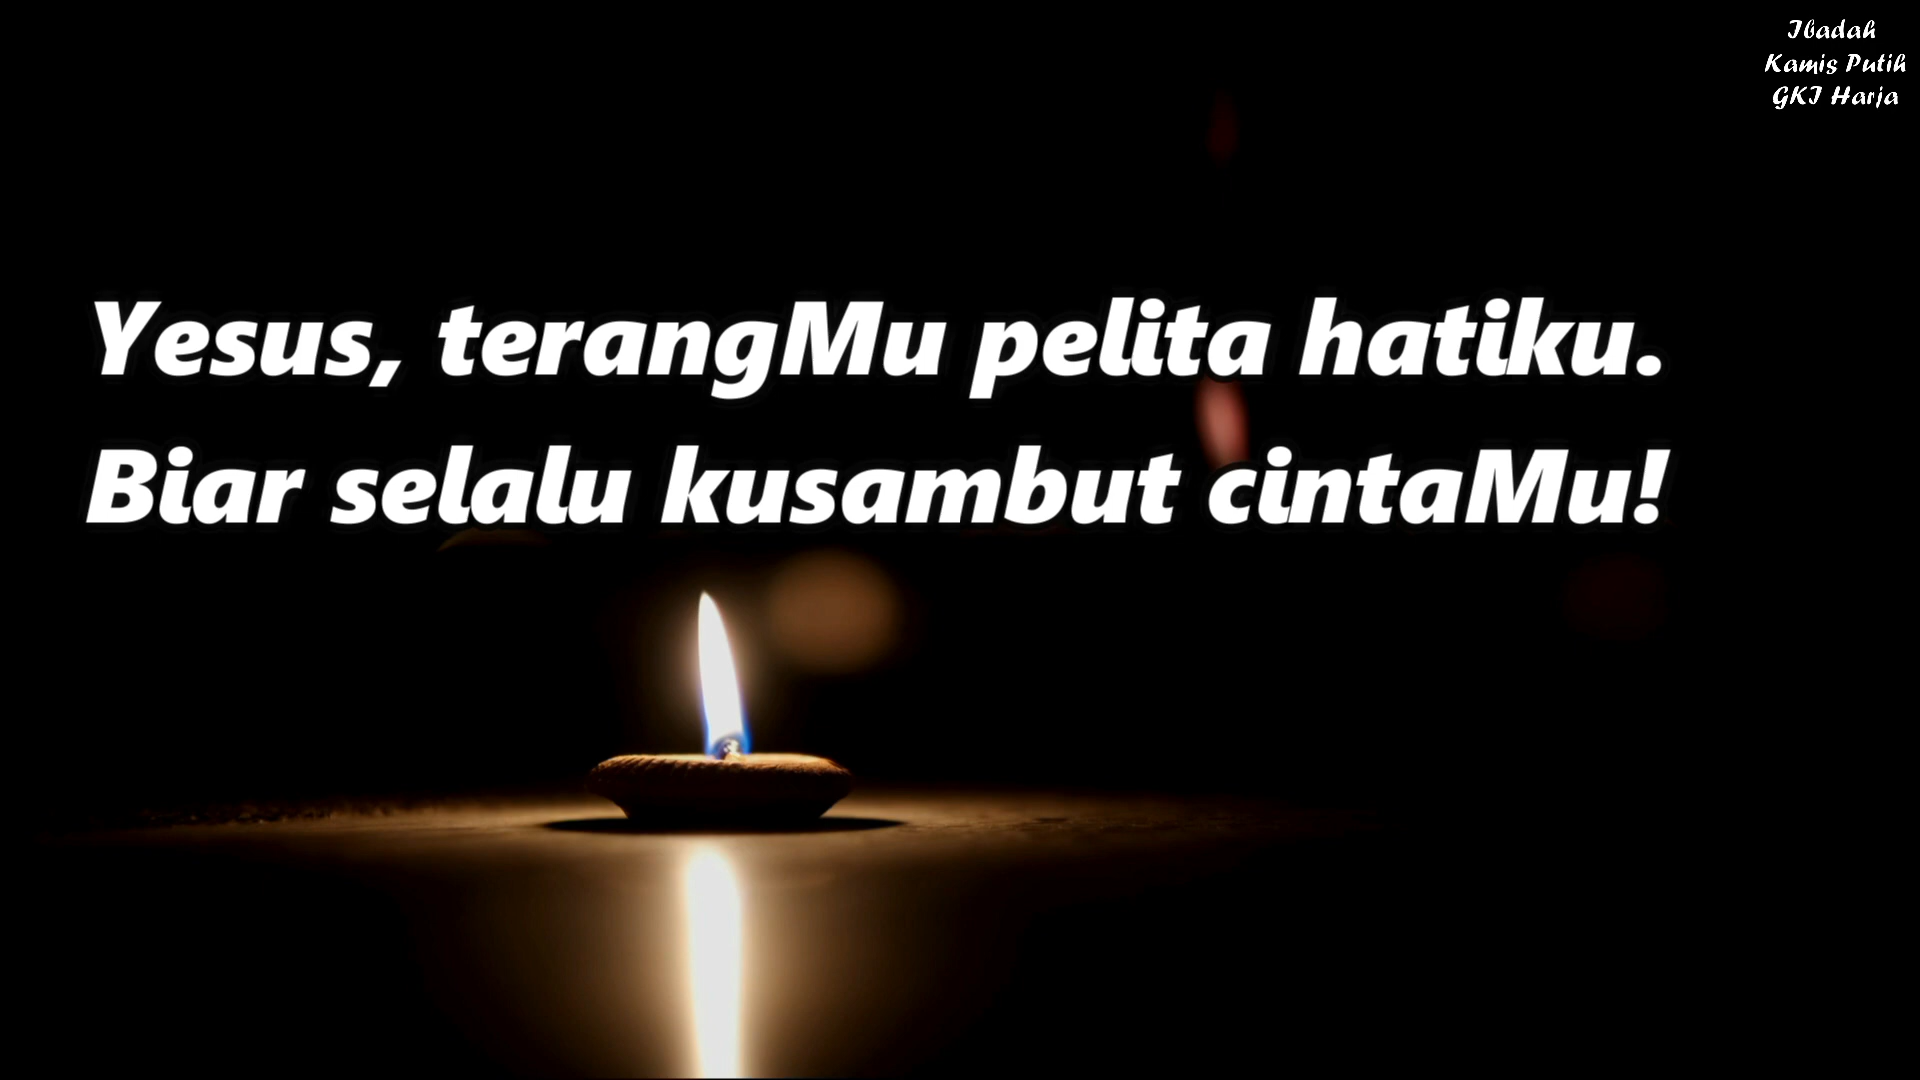 Ibadah
Kamis Putih
GKI Harja
Yesus, terangMu pelita hatiku.
Biar selalu kusambut cintaMu!